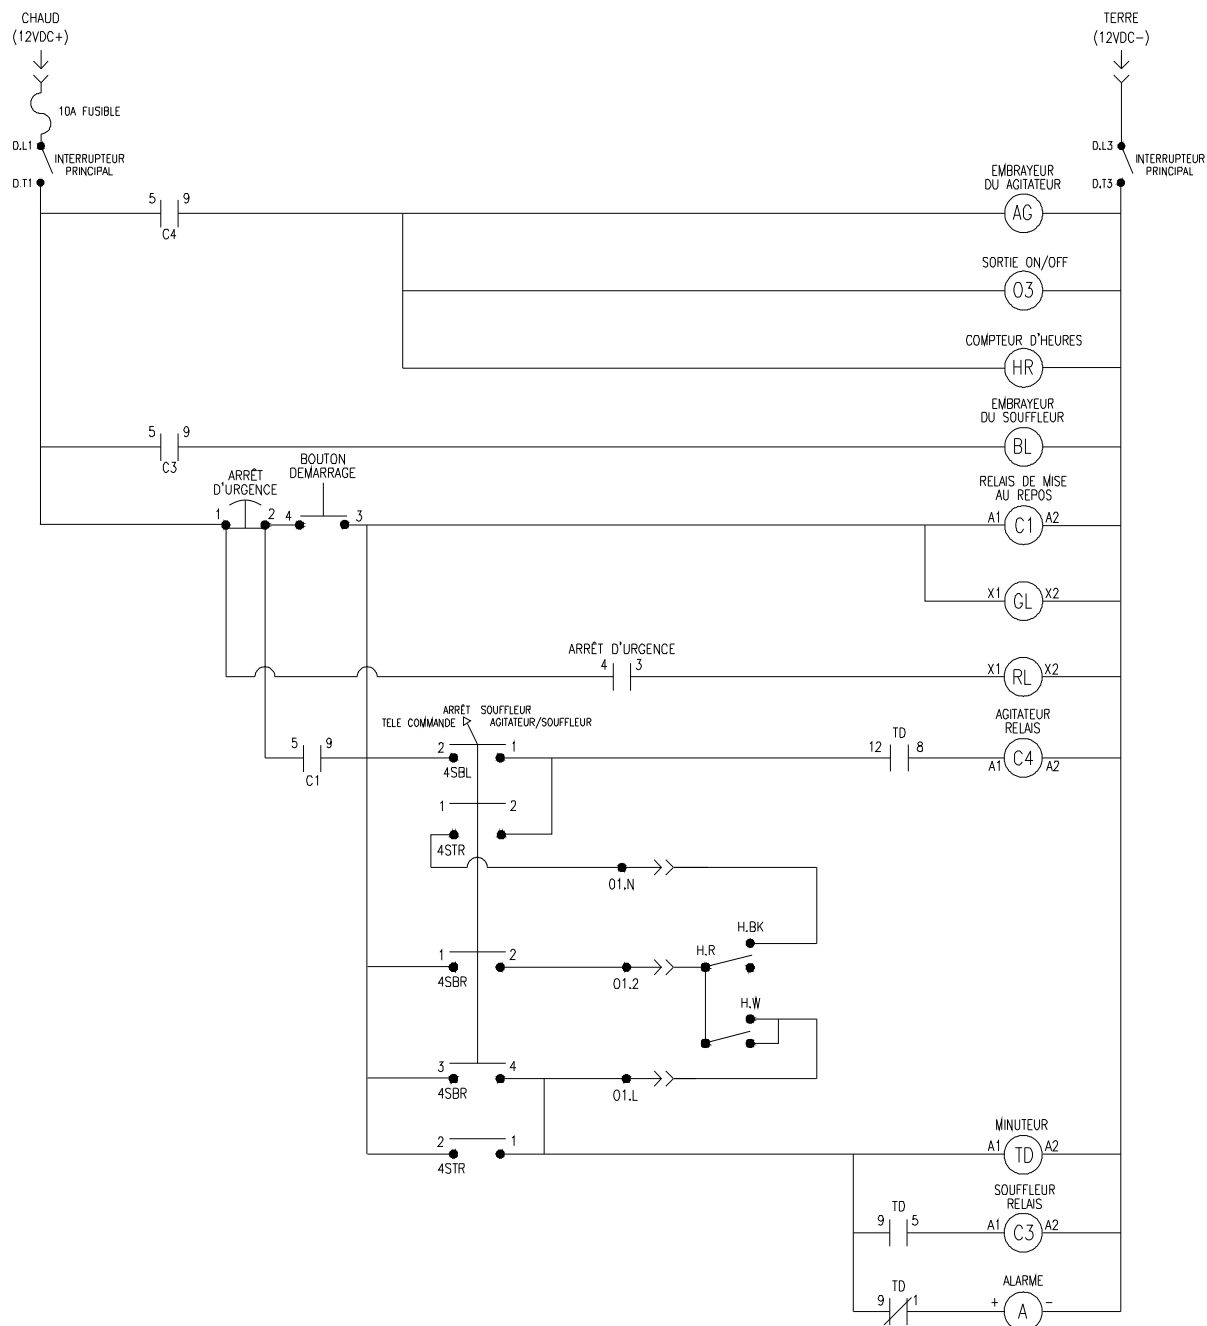 CHAUD
(12VDC+)
TERRE
(12VDC-)
10A FUSIBLE
D.L1
INTERRUPTEUR
PRINCIPAL
D.T1
D.L3
INTERRUPTEUR
PRINCIPAL
D.T3
EMBRAYEUR
DU AGITATEUR
5 9
C4
AG
SORTIE ON/OFF
O3
COMPTEUR D'HEURES
HR
EMBRAYEUR
DU SOUFFLEUR
5 9
C3
BL
ARRÊT
D'URGENCE
BOUTON
DEMARRAGE
RELAIS DE MISE
AU REPOS
1 2 4 3
A1 C1 A2
X1 GL X2
ARRÊT D'URGENCE
4 3
X1 RL X2
ARRÊT SOUFFLEUR
TELE COMMANDE AGITATEUR/SOUFFLEUR
AGITATEUR
RELAIS
5 9
C1
2 1
4SBL
TD
12 8
A1 C4 A2
1 2
4STR
O1.N
H.BK
H.R
1 2
4SBR
O1.2
H.W
3 4
4SBR
O1.L
2 1
4STR
MINUTEUR
A1 TD A2
SOUFFLEUR
RELAIS
TD
9 5
A1 C3 A2
ALARME
TD
9 1
+ A -